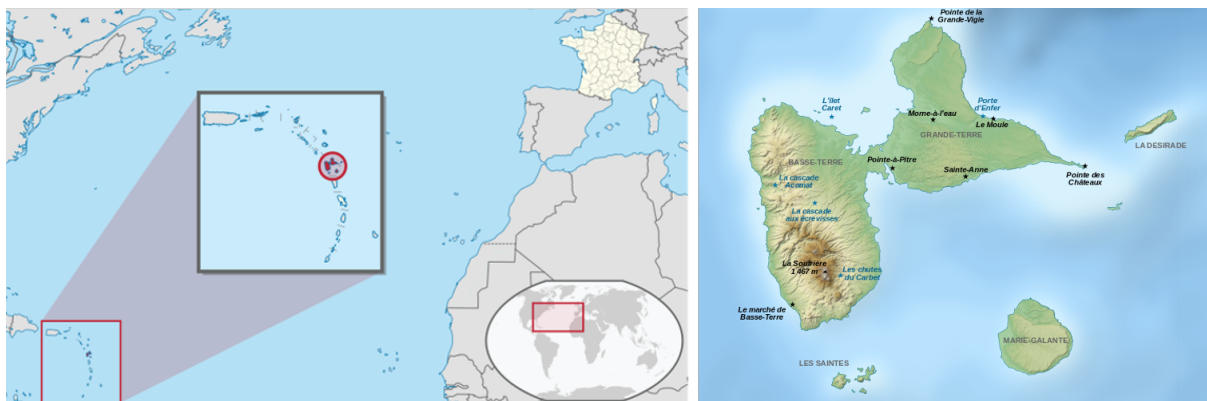 Pointe de la
Grande-Vigie
L'îlet
Caret
Porte
d'Enfer
Morne-à-l'eau
Le Moule
GRANDE-TERRE
LA DESIRADE
BASSE-TERRE
Pointe-à-Pitre
Sainte-Anne
Pointe des
Châteaux
La cascade
Acomat
La cascade
aux écrevisses
La Soufrière
1 467 m
Les chutes
du Carbet
Le marché de
Basse-Terre
MARIE-GALANTE
LES SAINTES